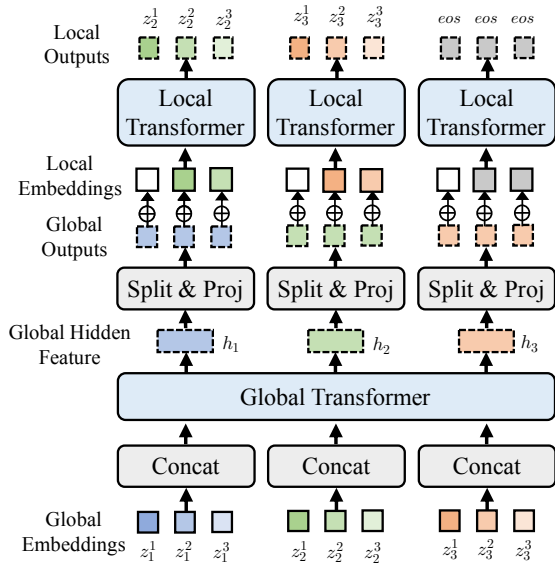 Local Outputs
z_2^1 z_2^2 z_2^3 z_3^1 z_3^2 z_3^3 eos eos eos
Local Transformer
Local Transformer
Local Transformer
Local Embeddings
Global Outputs
Split & Proj
Split & Proj
Split & Proj
Global Hidden Feature
h_1
h_2
h_3
Global Transformer
Concat
Concat
Concat
Global Embeddings
z_1^1 z_1^2 z_1^3 z_2^1 z_2^2 z_2^3 z_3^1 z_3^2 z_3^3